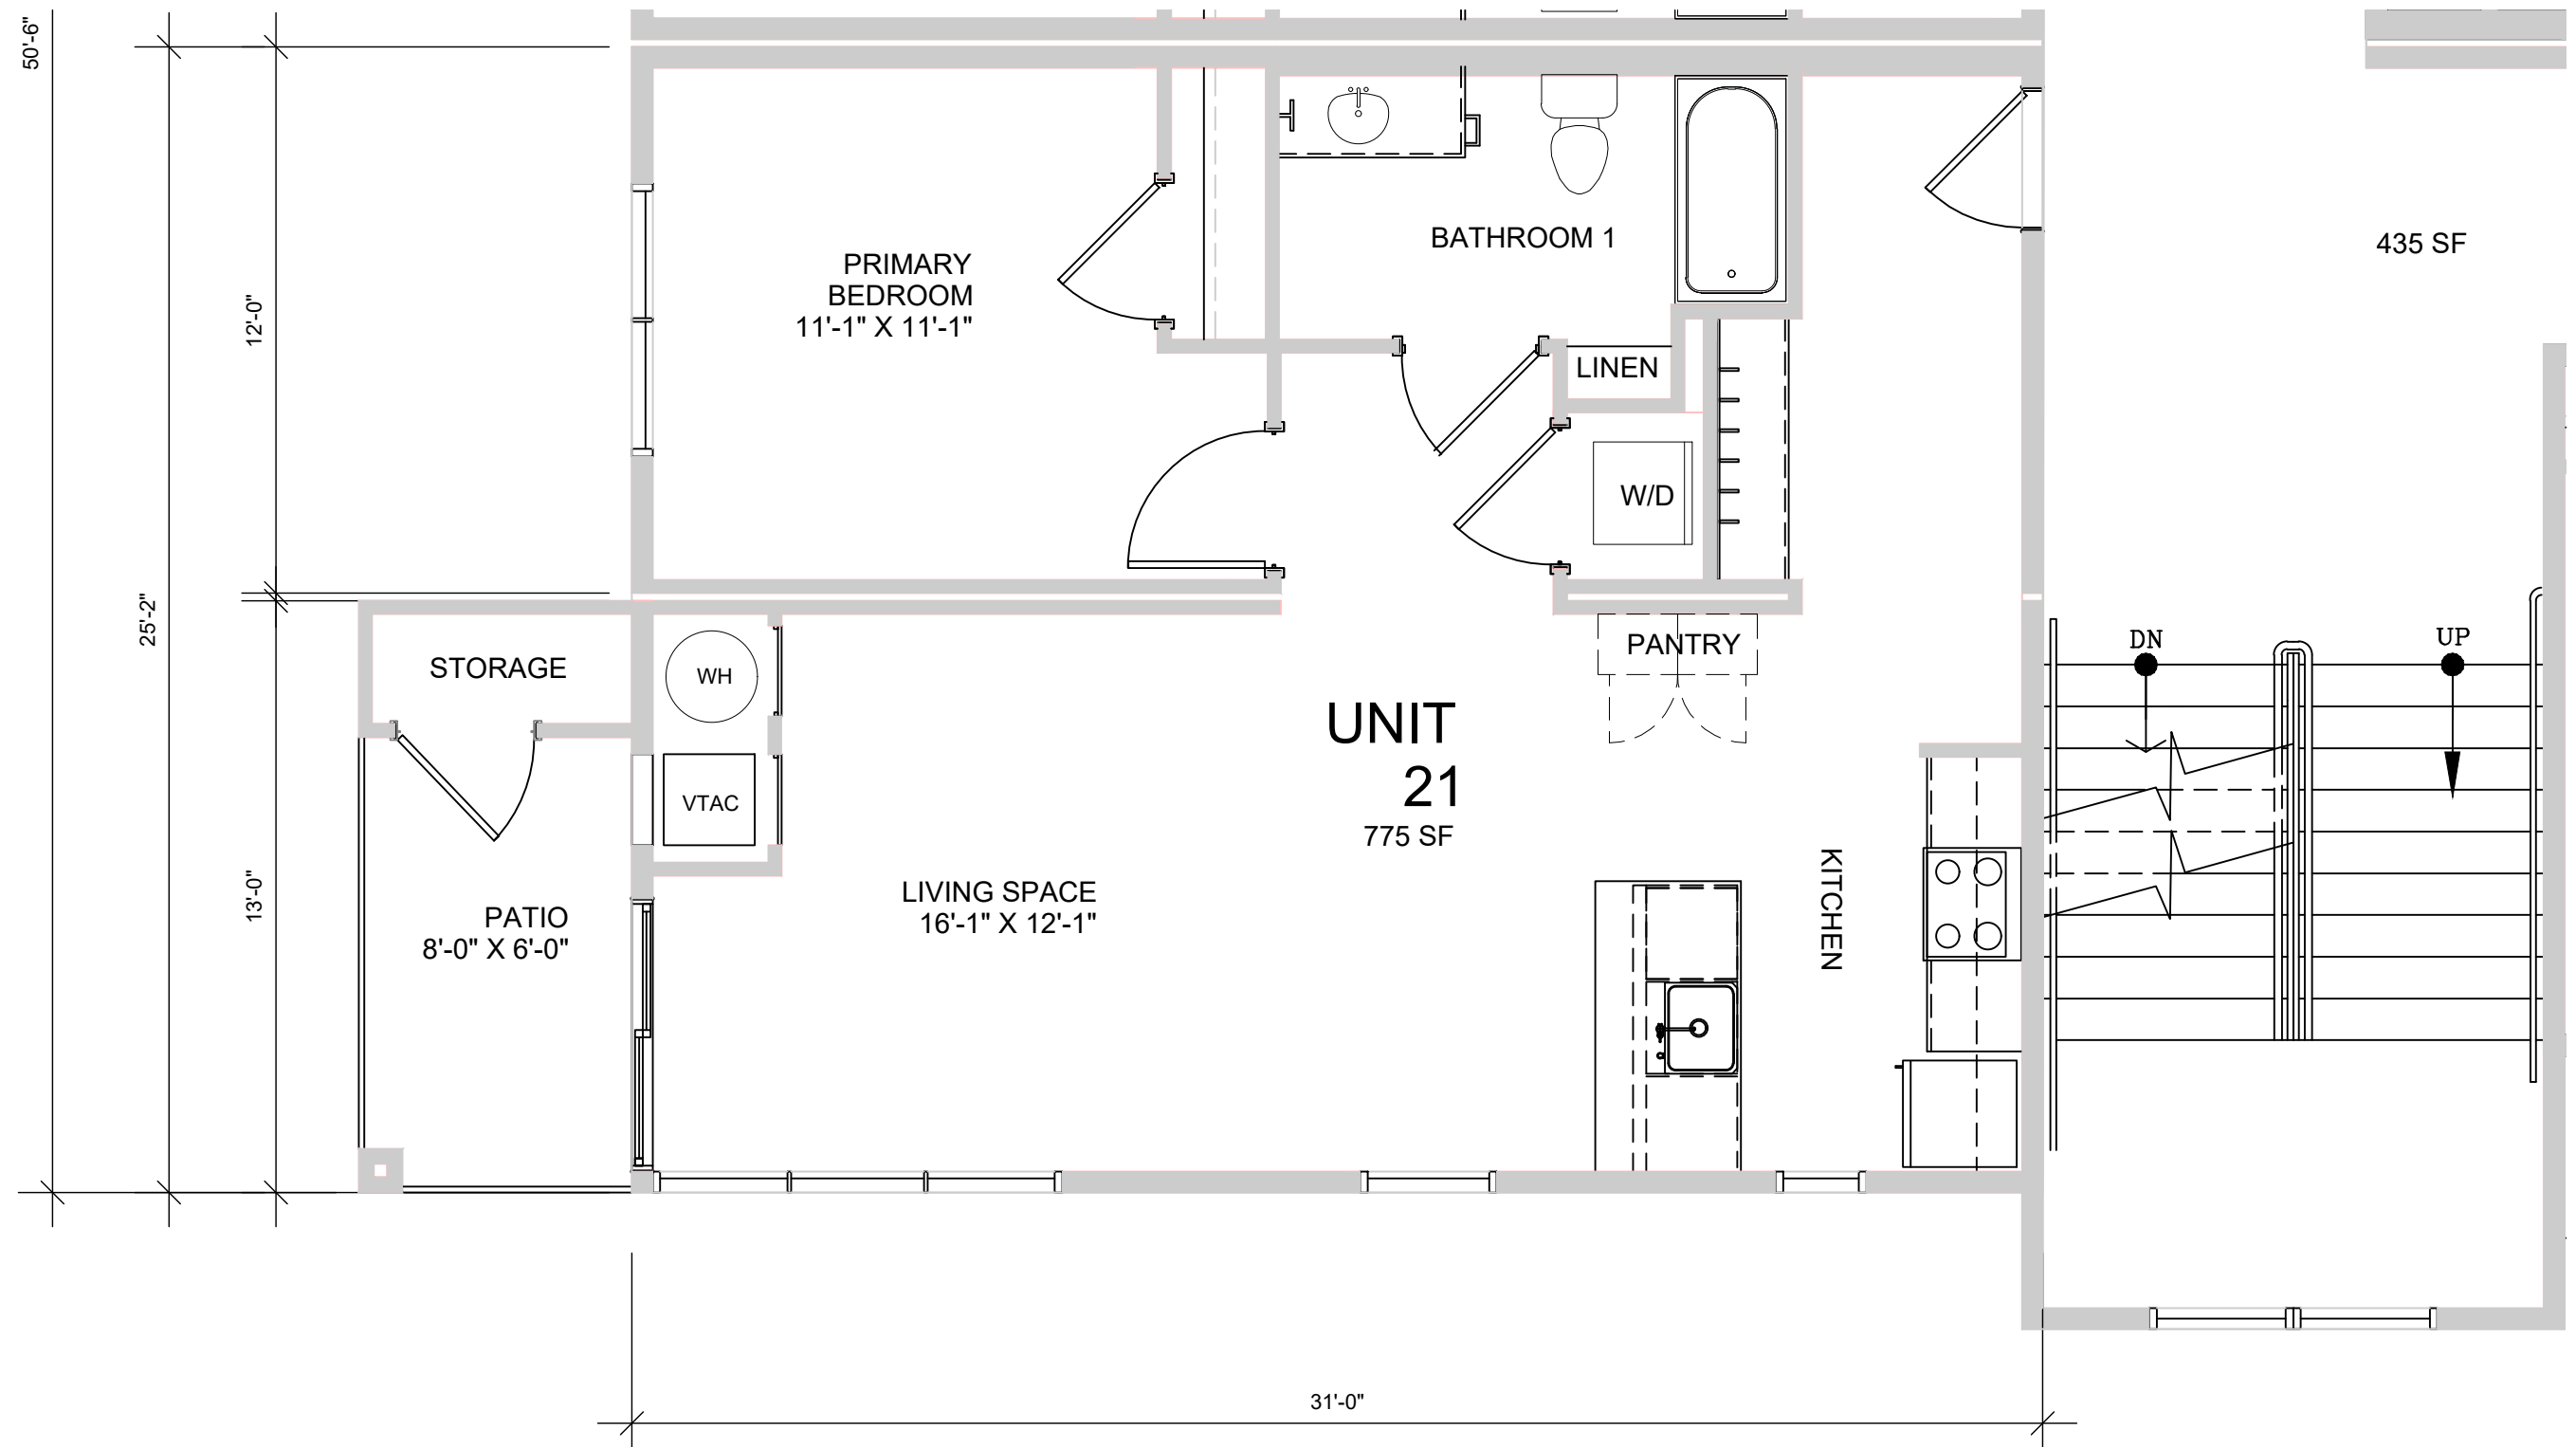 50'-6"
25'-2"
12'-0"
13'-0"
PRIMARY
BEDROOM
11'-1" X 11'-1"
BATHROOM 1
LINEN
W/D
435 SF
STORAGE
WH
VTAC
PANTRY
UNIT
21
775 SF
DN
UP
LIVING SPACE
16'-1" X 12'-1"
PATIO
8'-0" X 6'-0"
KITCHEN
31'-0"